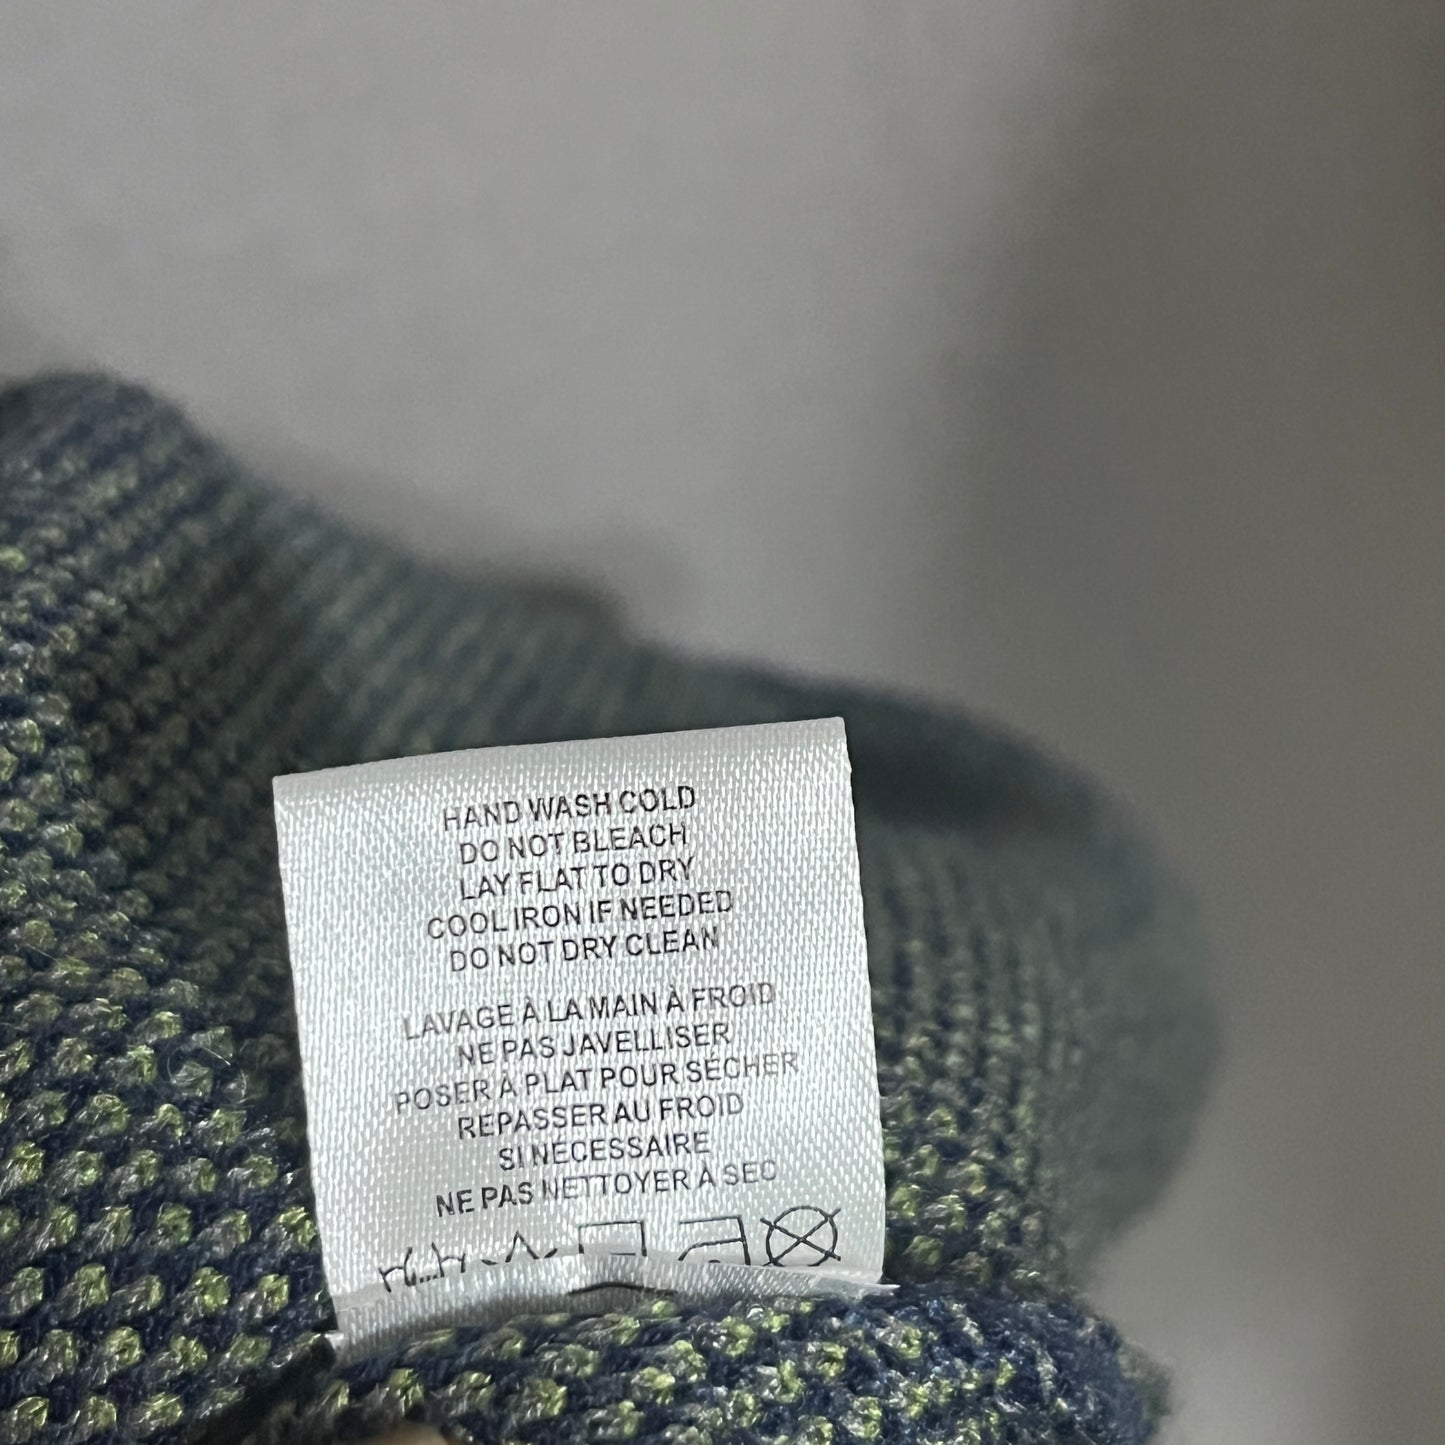 HAND WASH COLD
DO NOT BLEACH
LAY FLAT TO DRY
COOL IRON IF NEEDED
DO NOT DRY CLEAN
LAVAGE À LA MAIN À FROID
NE PAS JAVELLISER
POSER À PLAT POUR SÉCHER
REPASSER AU FROID
SI NECESSAIRE
NE PAS NETTOYER À SEC